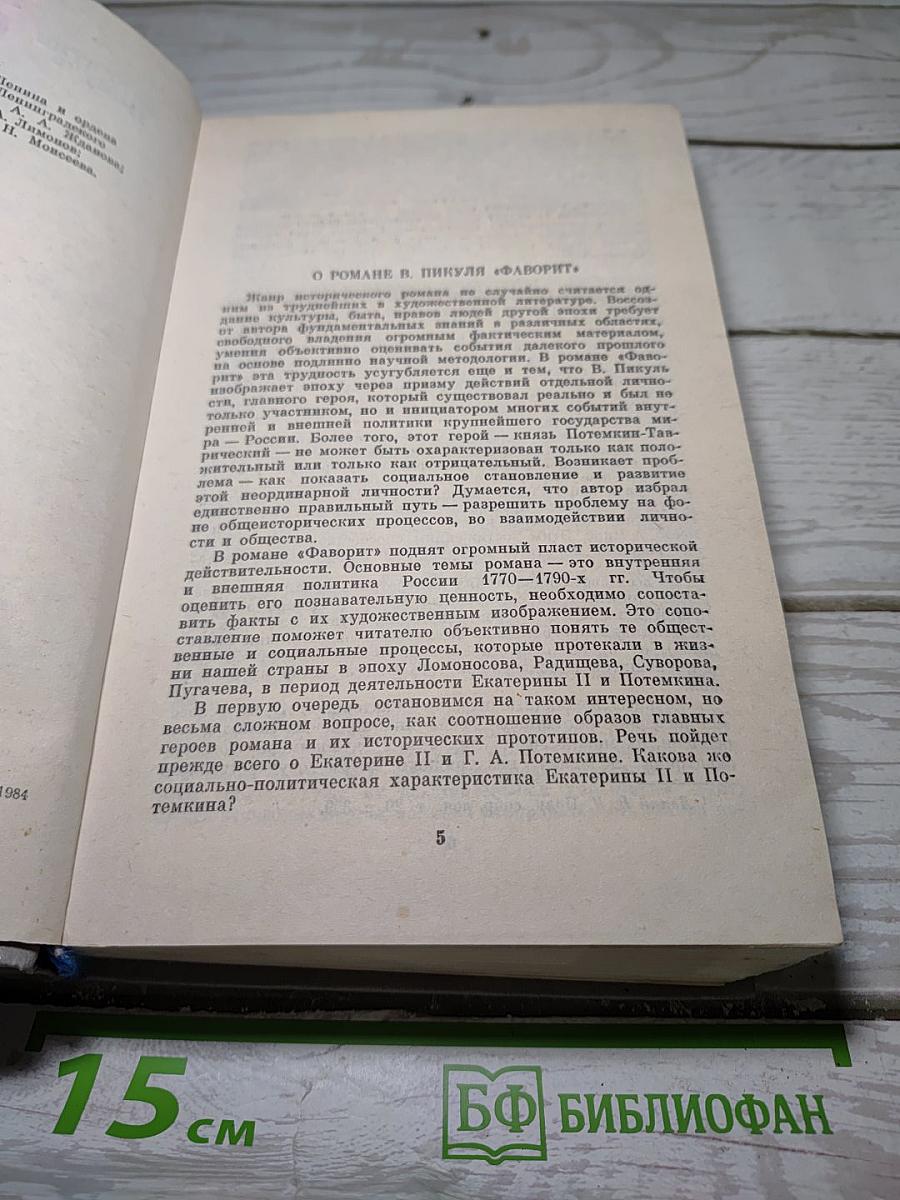 Ленина и ордена
Ленинградского
А. А. Жданова;
А. Лимонов;
Н. Моисеева.
1984
О РОМАНЕ В. ПИКУЛЯ «ФАВОРИТ»
Жанр исторического романа не случайно считается од-
ним из труднейших в художественной литературе. Воссоз-
дание культуры, быта, нравов людей другой эпохи требует
от автора фундаментальных знаний в различных областях,
свободного владения огромным фактическим материалом,
умения объективно оценивать события далекого прошлого
на основе подлинно научной методологии. В романе «Фаво-
рит» эта трудность усугубляется еще и тем, что В. Пикуль
изображает эпоху через призму действий отдельной лично-
сти, главного героя, который существовал реально и был не
только участником, но и инициатором многих событий внут-
ренней и внешней политики крупнейшего государства ми-
ра — России. Более того, этот герой — князь Потемкин-Тав-
рический — не может быть охарактеризован только как поло-
жительный или только как отрицательный. Возникает проб-
лема — как показать социальное становление и развитие
этой неординарной личности? Думается, что автор избрал
единственно правильный путь — разрешить проблему на фо-
не общеисторических процессов, во взаимодействии лично-
сти и общества.
В романе «Фаворит» поднят огромный пласт исторической
действительности. Основные темы романа — это внутренняя
и внешняя политика России 1770—1790-х гг. Чтобы
оценить его познавательную ценность, необходимо сопоста-
вить факты с их художественным изображением. Это сопо-
ставление поможет читателю объективно понять те общест-
венные и социальные процессы, которые протекали в жиз-
ни нашей страны в эпоху Ломоносова, Радищева, Суворова,
Пугачева, в период деятельности Екатерины II и Потемкина.
В первую очередь остановимся на таком интересном, но
весьма сложном вопросе, как соотношение образов главных
героев романа и их исторических прототипов. Речь пойдет
прежде всего о Екатерине II и Г. А. Потемкине. Какова же
социально-политическая характеристика Екатерины II и По-
темкина?
5
15 см
БФ БИБЛИОФАН